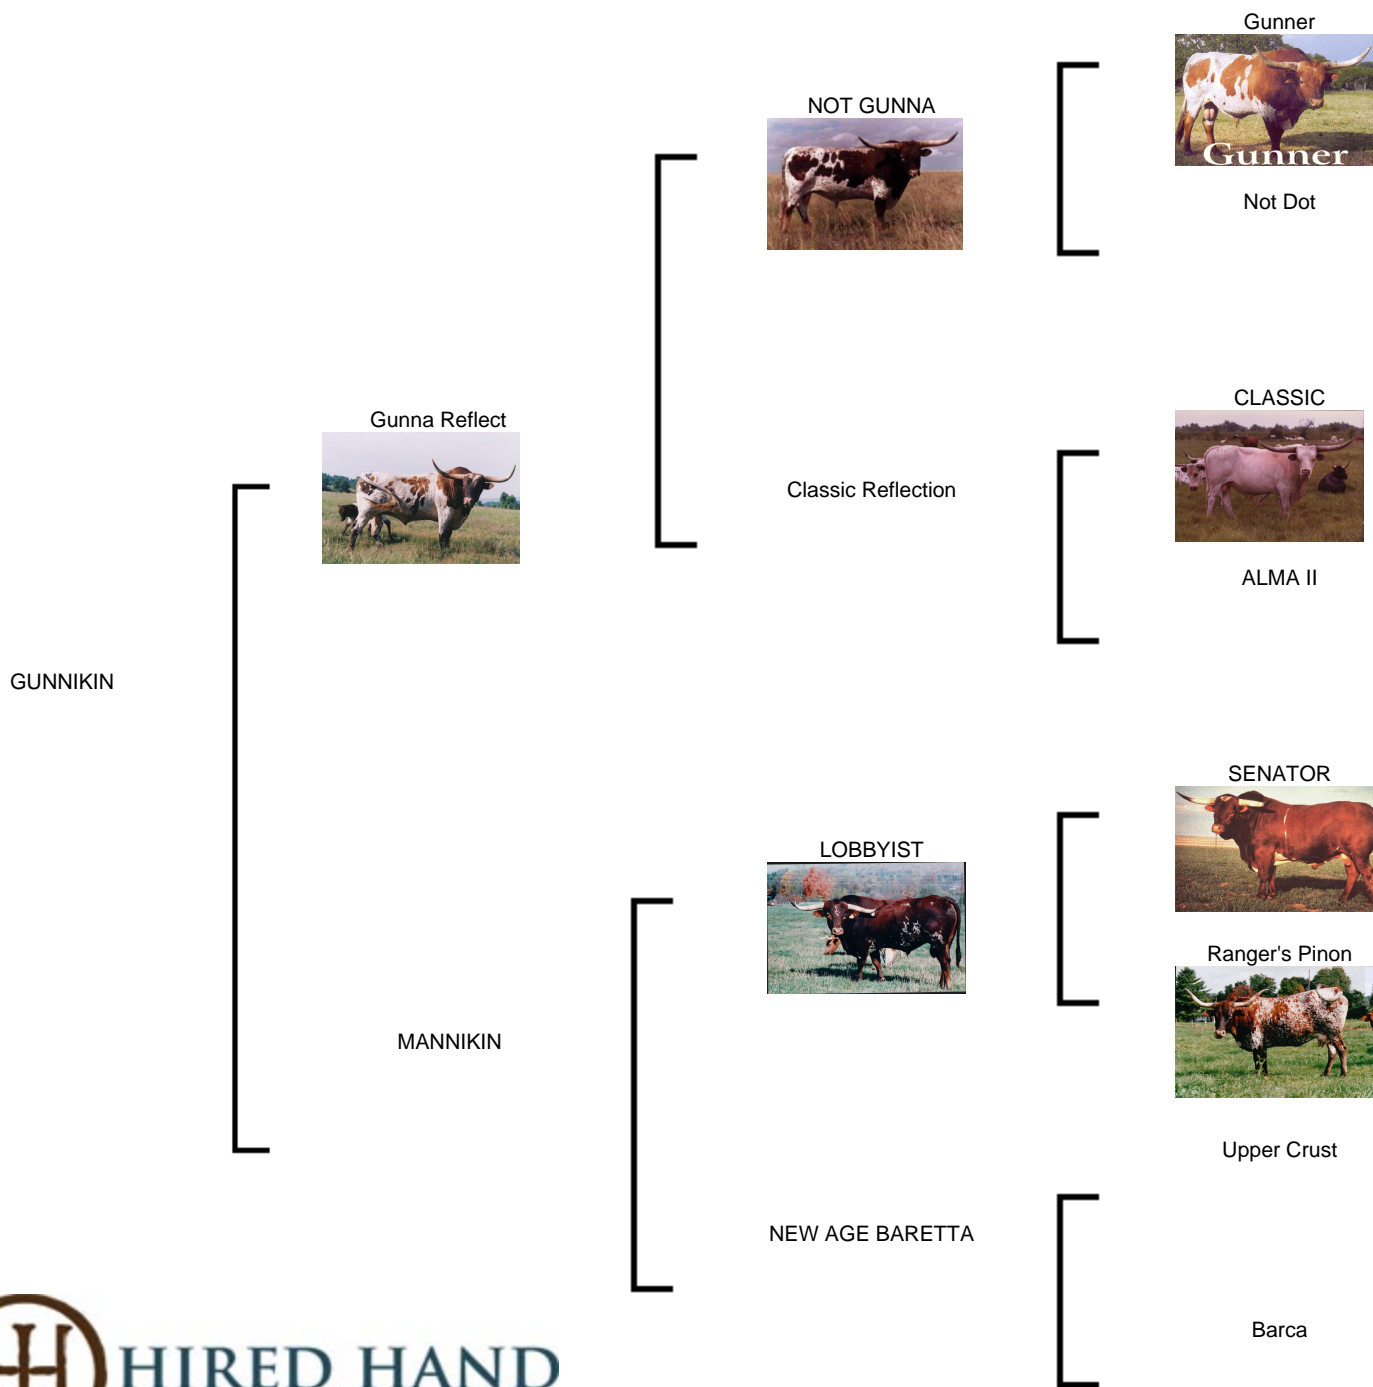 Gunner
Gunner
NOT GUNNA
Not Dot
CLASSIC
Gunna Reflect
Classic Reflection
ALMA II
GUNNIKIN
SENATOR
LOBBYIST
Ranger's Pinon
MANNIKIN
Upper Crust
NEW AGE BARETTA
Barca
HIRED HAND